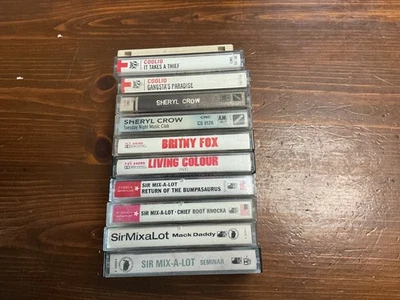 COOLIO
IT TAKES A THIEF
COOLIO
GANGSTA'S PARADISE
SHERYL CROW
SHERYL CROW
Tuesday Night Music Club
CRC
AM
BRITNY FOX
LIVING COLOUR
SIR MIX-A-LOT
RETURN OF THE BUMPASAURUS
SIR MIX-A-LOT • CHIEF BOOT KNOCKA
SirMixaLot Mack Daddy
SIR MIX-A-LOT SEMINAR